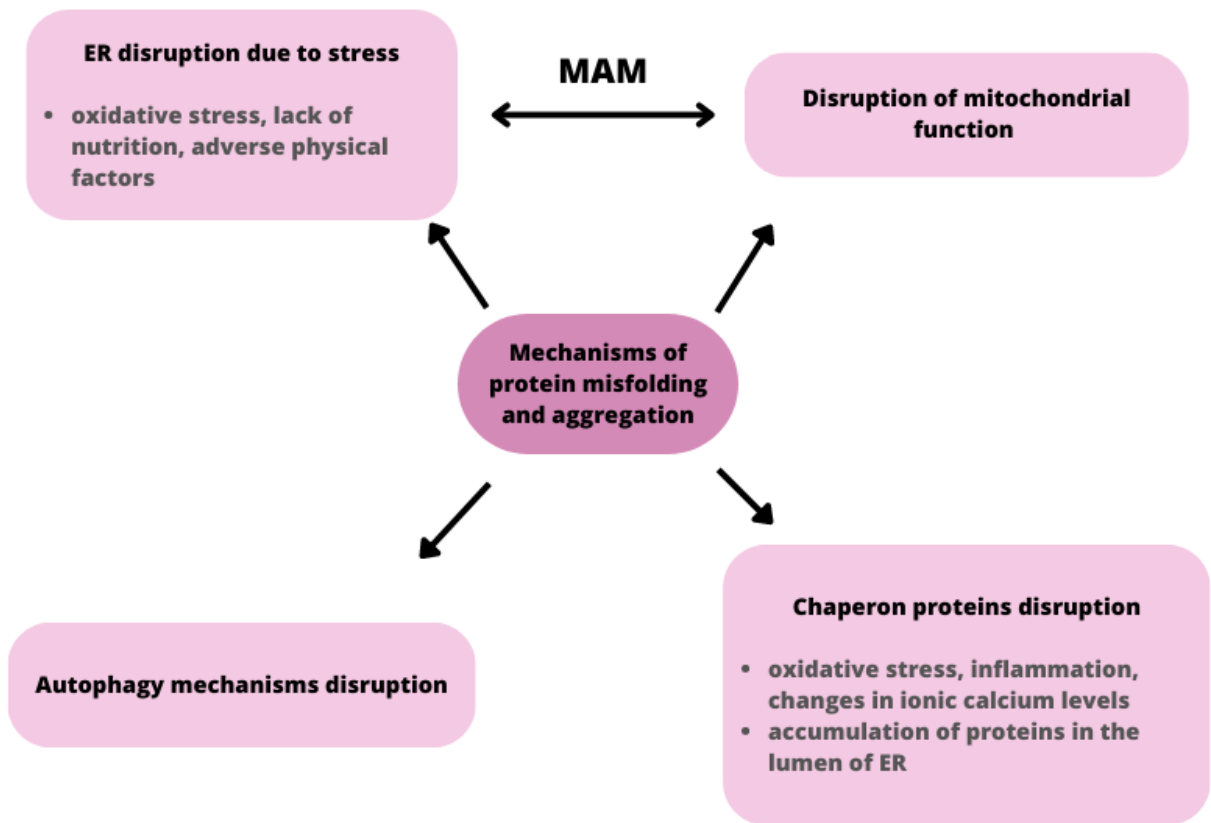 ER disruption due to stress
• oxidative stress, lack of
nutrition, adverse physical
factors
MAM
Disruption of mitochondrial
function
Mechanisms of
protein misfolding
and aggregation
Autophagy mechanisms disruption
Chaperon proteins disruption
• oxidative stress, inflammation,
changes in ionic calcium levels
• accumulation of proteins in the
lumen of ER